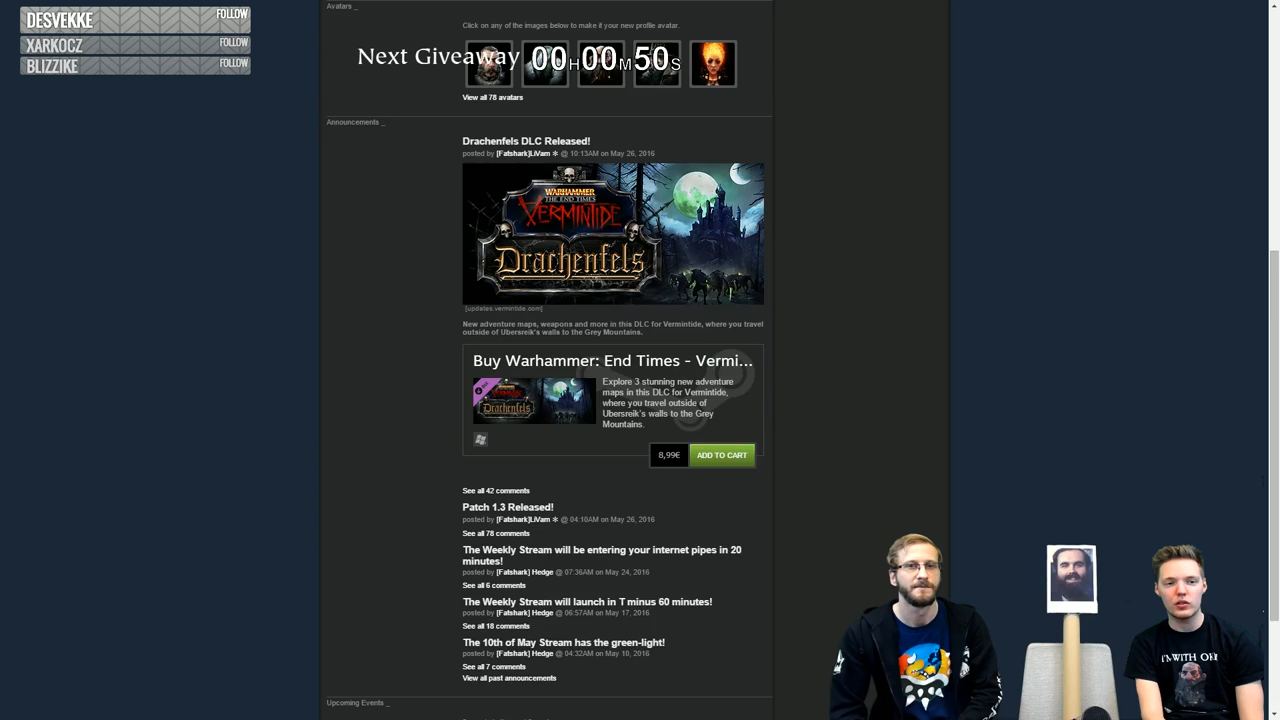 DESVEKKE FOLLOW
XARKOCZ FOLLOW
BLIZZIKE FOLLOW
Avatars _
Click on any of the images below to make it your new profile avatar.
Next Giveaway 00H00M50S
View all 78 avatars
Announcements _
Drachenfels DLC Released!
posted by [Fatshark]LiVam ✻ @ 10:13AM on May 26, 2016
WARHAMMER
THE END TIMES
VERMINTIDE
Drachenfels
[updates.vermintide.com]
New adventure maps, weapons and more in this DLC for Vermintide, where you travel
outside of Ubersreik's walls to the Grey Mountains.
Buy Warhammer: End Times - Vermi...
Explore 3 stunning new adventure
maps in this DLC for Vermintide,
where you travel outside of
Ubersreik's walls to the Grey
Mountains.
VERMINTIDE
Drachenfels
8,99€ ADD TO CART
See all 42 comments
Patch 1.3 Released!
posted by [Fatshark]LiVam ✻ @ 04:10AM on May 26, 2016
See all 78 comments
The Weekly Stream will be entering your internet pipes in 20
minutes!
posted by [Fatshark] Hedge @ 07:36AM on May 24, 2016
See all 6 comments
The Weekly Stream will launch in T minus 60 minutes!
posted by [Fatshark] Hedge @ 06:57AM on May 17, 2016
See all 18 comments
The 10th of May Stream has the green-light!
posted by [Fatshark] Hedge @ 04:32AM on May 10, 2016
See all 7 comments
View all past announcements
Upcoming Events _
I'M WITH